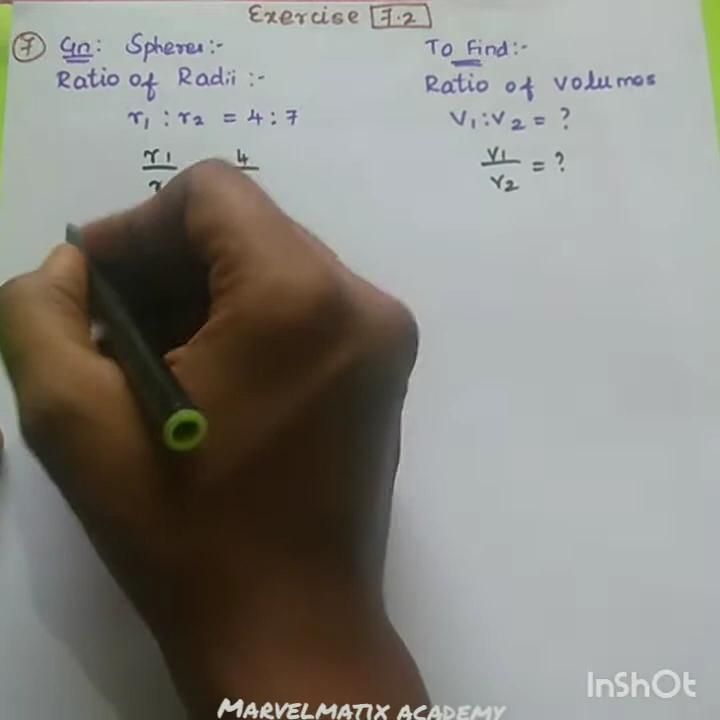 Exercise 7.2
7 Gn: Spheres:-
Ratio of Radii :-
r1 : r2 = 4 : 7
r1 4
r
To Find:-
Ratio of volumes
V1 : V2 = ?
V1
V2 = ?
InShOt
MARVELMATIX ACADEMY